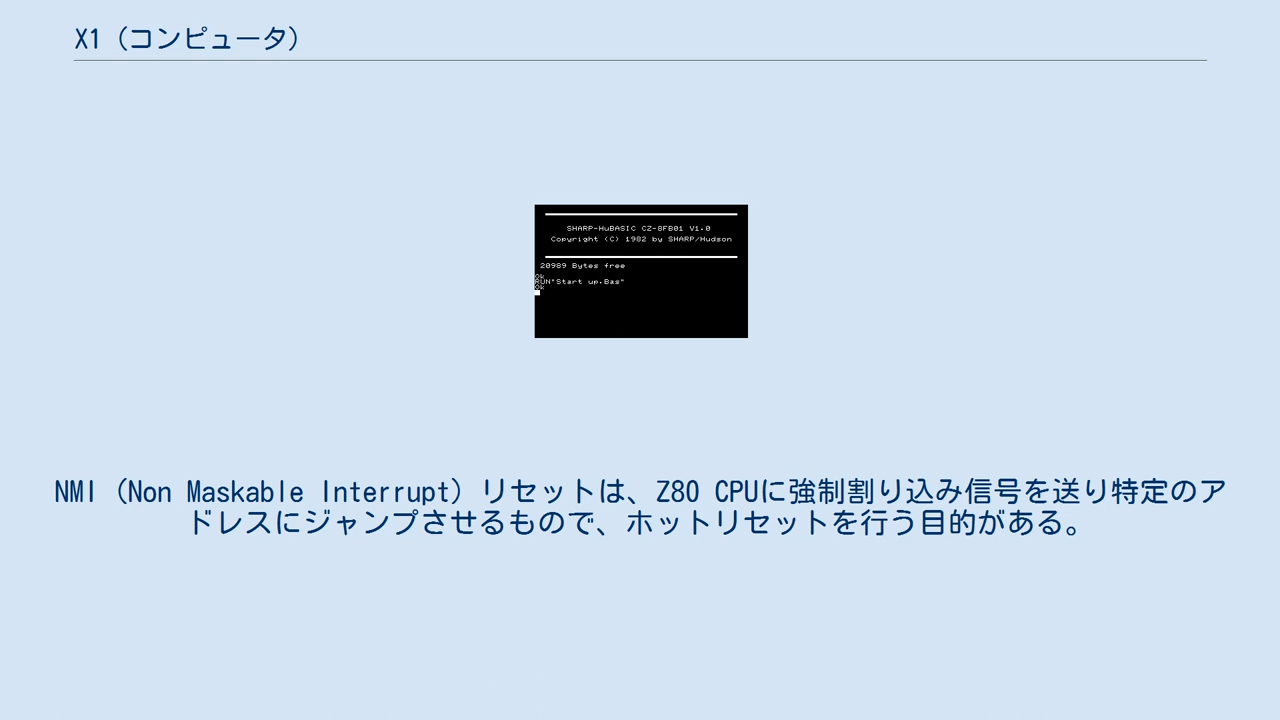 X1（コンピュータ）
SHARP-HuBASIC CZ-8FB01 V1.0
Copyright (C) 1982 by SHARP/Hudson
20989 Bytes free
Ok
RUN"Start up.Bas"
Ok
NMI（Non Maskable Interrupt）リセットは、Z80 CPUに強制割り込み信号を送り特定のア
ドレスにジャンプさせるもので、ホットリセットを行う目的がある。